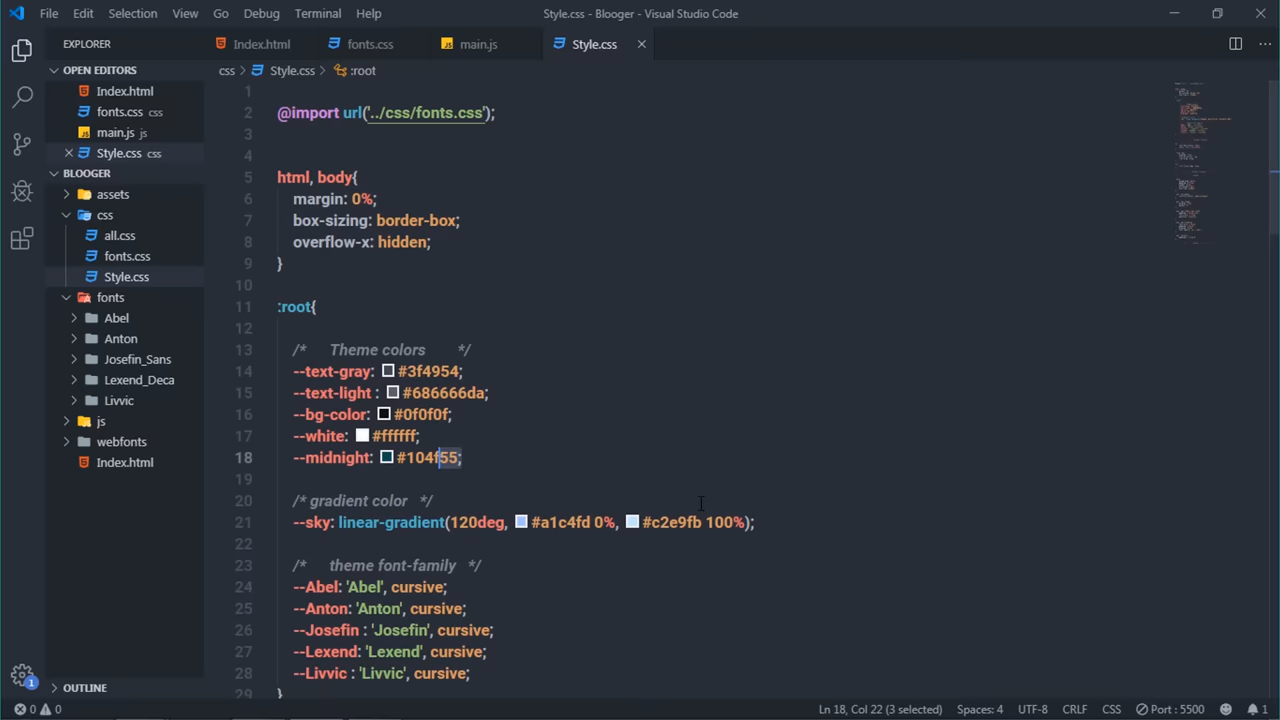 File Edit Selection View Go Debug Terminal Help Style.css - Blooger - Visual Studio Code
EXPLORER
Index.html fonts.css main.js Style.css
css > Style.css > :root
OPEN EDITORS
Index.html
fonts.css css
main.js js
Style.css css
BLOOGER
assets
css
all.css
fonts.css
Style.css
fonts
Abel
Anton
Josefin_Sans
Lexend_Deca
Livvic
js
webfonts
Index.html
OUTLINE
1
2 @import url('../css/fonts.css');
3
4
5 html, body{
6 margin: 0%;
7 box-sizing: border-box;
8 overflow-x: hidden;
9 }
10
11 :root{
12
13 /* Theme colors */
14 --text-gray: #3f4954;
15 --text-light : #686666da;
16 --bg-color: #0f0f0f;
17 --white: #ffffff;
18 --midnight: #104f55;
19
20 /* gradient color */
21 --sky: linear-gradient(120deg, #a1c4fd 0%, #c2e9fb 100%);
22
23 /* theme font-family */
24 --Abel: 'Abel', cursive;
25 --Anton: 'Anton', cursive;
26 --Josefin : 'Josefin', cursive;
27 --Lexend: 'Lexend', cursive;
28 --Livvic : 'Livvic', cursive;
29 }
1
0 0 Ln 18, Col 22 (3 selected) Spaces: 4 UTF-8 CRLF CSS Port : 5500 1